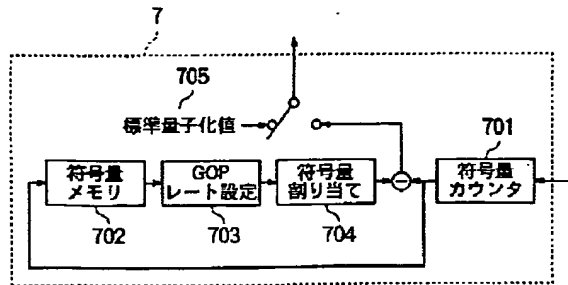 7
705
標準量子化値
701
符号量
カウンタ
符号量
メモリ
GOP
レート設定
符号量
割り当て
702
703
704